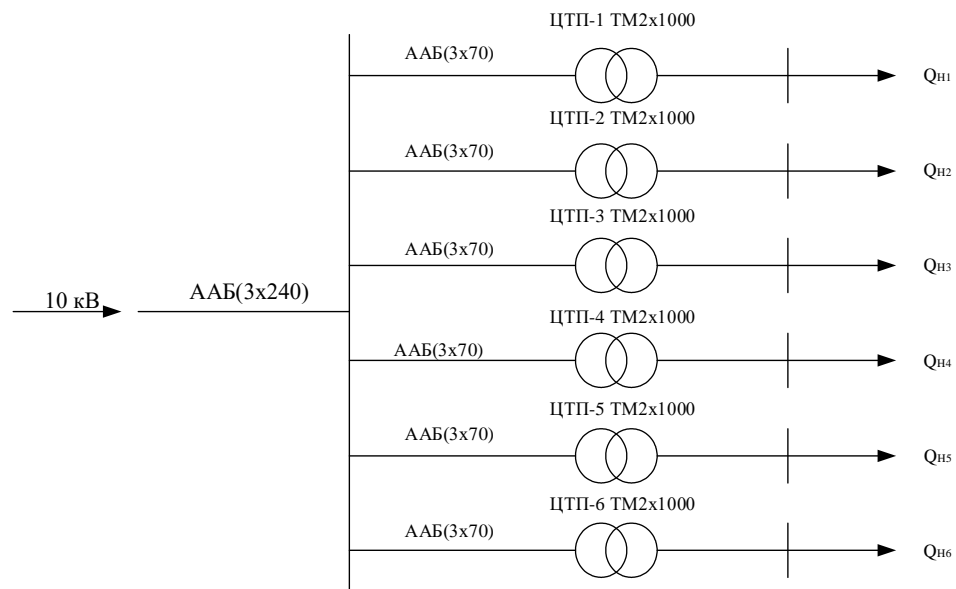 ЦТП-1 ТМ2х1000
ААБ(3х70)
QН1
ЦТП-2 ТМ2х1000
ААБ(3х70)
QН2
ЦТП-3 ТМ2х1000
ААБ(3х70)
QН3
10 кВ
ААБ(3х240)
ЦТП-4 ТМ2х1000
ААБ(3х70)
QН4
ЦТП-5 ТМ2х1000
ААБ(3х70)
QН5
ЦТП-6 ТМ2х1000
ААБ(3х70)
QН6